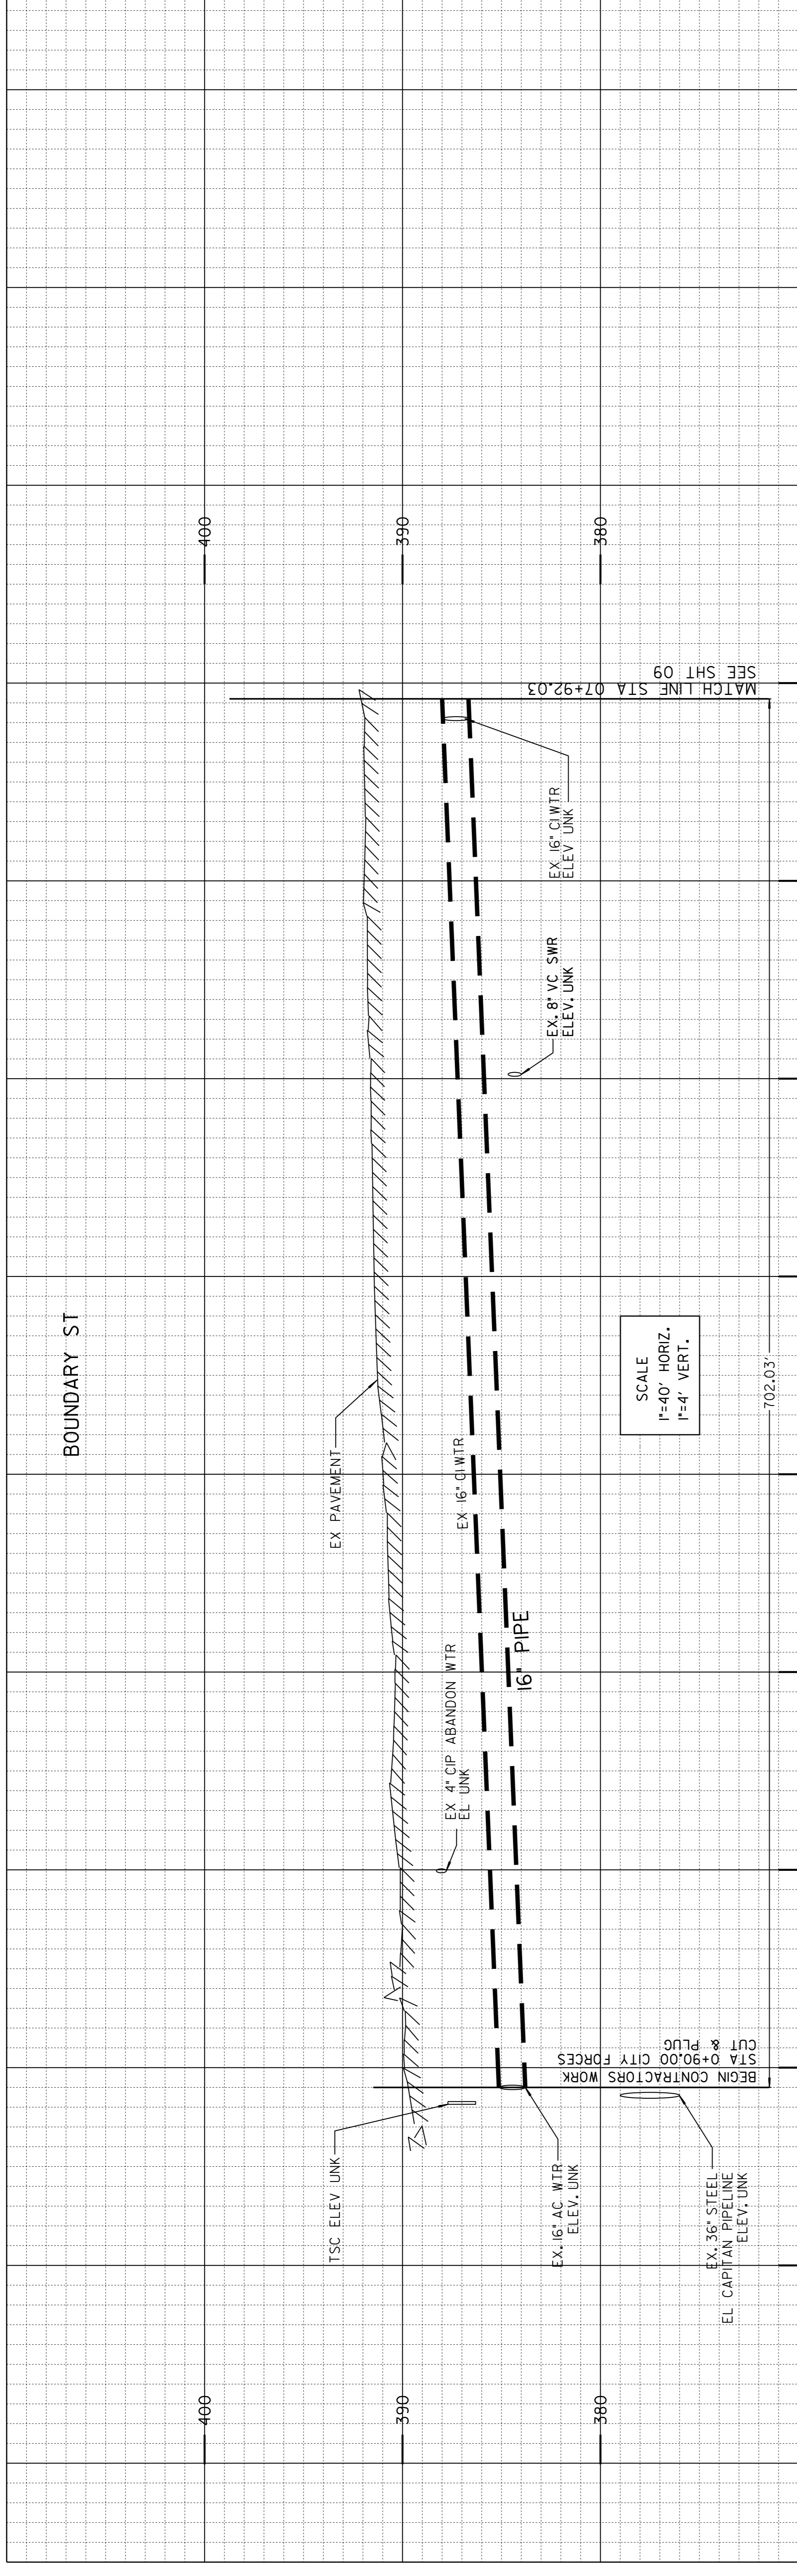 BOUNDARY ST
400
400
390
390
380
380
EX PAVEMENT
TSC ELEV UNK
EX 4" CIP ABANDON WTR
EL UNK
EX 16" CI WTR
16" PIPE
EX. 8" VC SWR
ELEV. UNK
EX 16" CI WTR
ELEV UNK
EX. 16" AC WTR
ELEV. UNK
EX. 36" STEEL
EL CAPITAN PIPELINE
ELEV. UNK
BEGIN CONTRACTORS WORK
STA 0+90.00 CITY FORCES
CUT & PLUG
MATCH LINE STA 07+92.03
SEE SHT 09
SCALE
1"=40' HORIZ.
1"=4' VERT.
702.03'